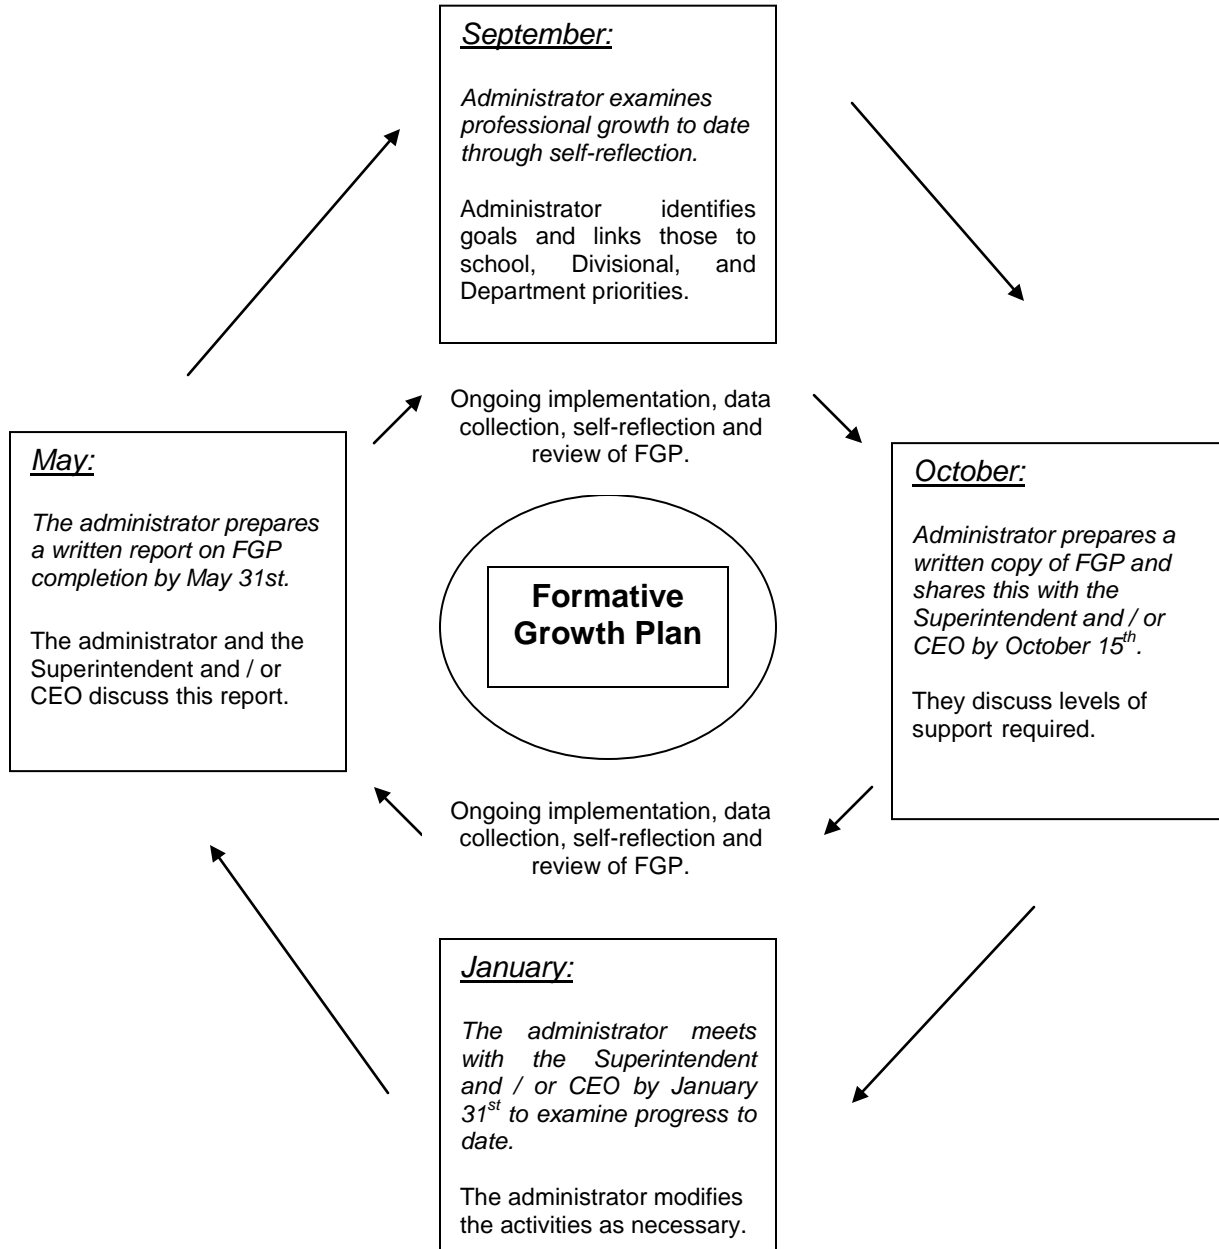 September:
Administrator examines
professional growth to date
through self-reflection.
Administrator identifies
goals and links those to
school, Divisional, and
Department priorities.
Ongoing implementation, data
collection, self-reflection and
review of FGP.
May:
The administrator prepares
a written report on FGP
completion by May 31st.
The administrator and the
Superintendent and / or
CEO discuss this report.
Formative
Growth Plan
October:
Administrator prepares a
written copy of FGP and
shares this with the
Superintendent and / or
CEO by October 15th.
They discuss levels of
support required.
Ongoing implementation, data
collection, self-reflection and
review of FGP.
January:
The administrator meets
with the Superintendent
and / or CEO by January
31st to examine progress to
date.
The administrator modifies
the activities as necessary.